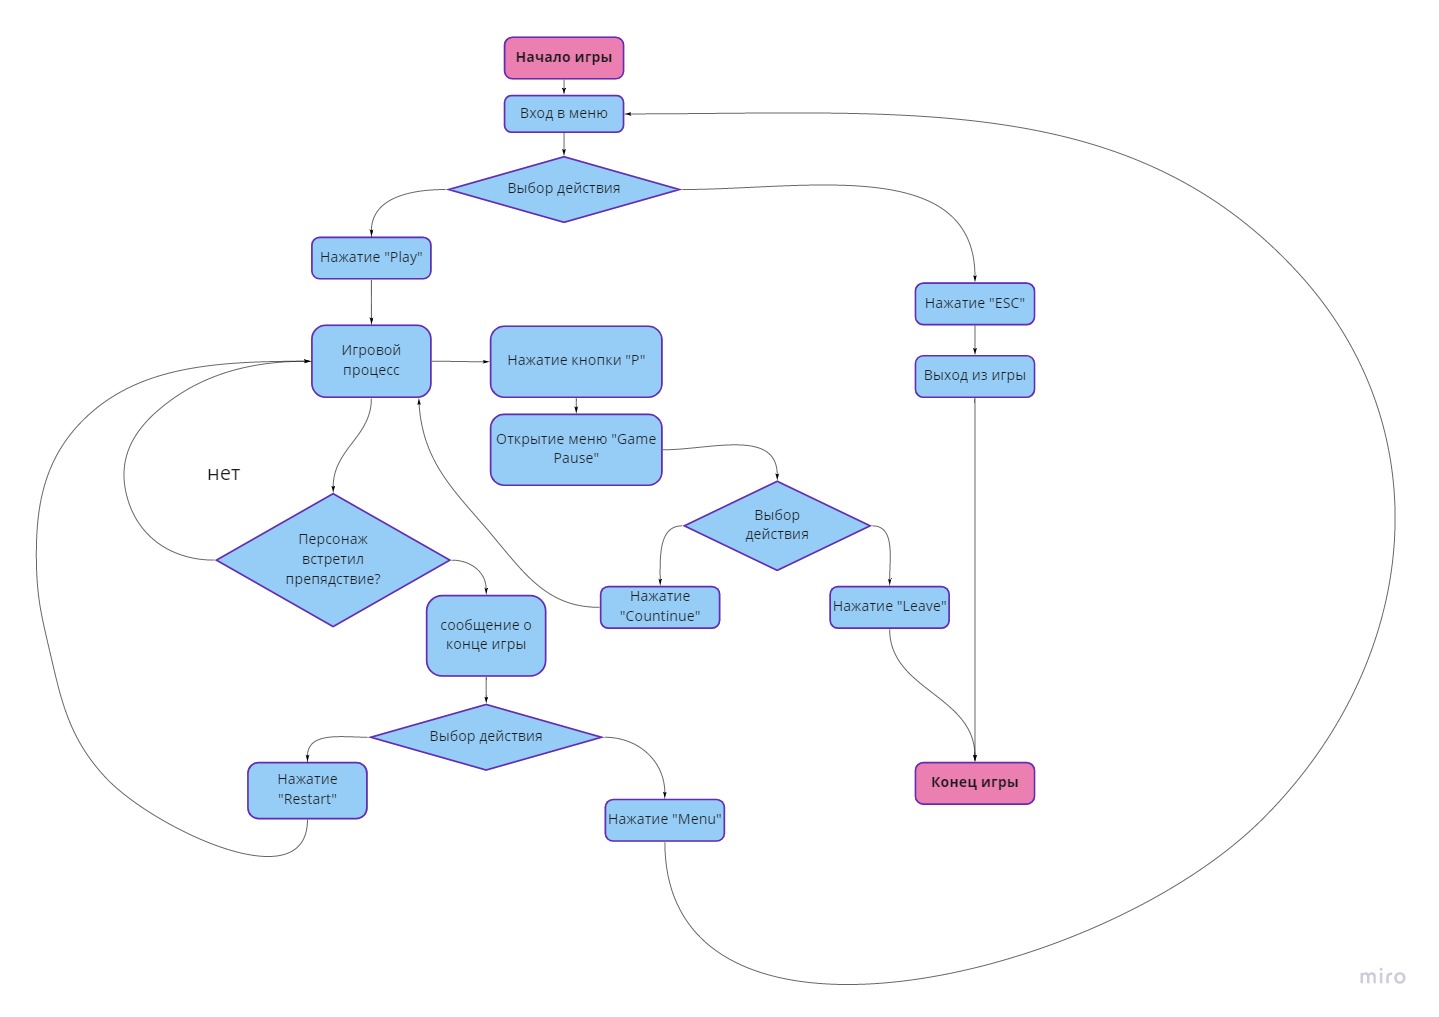 Начало игры
Вход в меню
Выбор действия
Нажатие "Play"
Нажатие "ESC"
Игровой
процесс
Нажатие кнопки "P"
Выход из игры
Открытие меню "Game
Pause"
нет
Выбор
действия
Персонаж
встретил
препядствие?
Нажатие
"Countinue"
Нажатие "Leave"
сообщение о
конце игры
Выбор действия
Нажатие
"Restart"
Конец игры
Нажатие "Menu"
miro